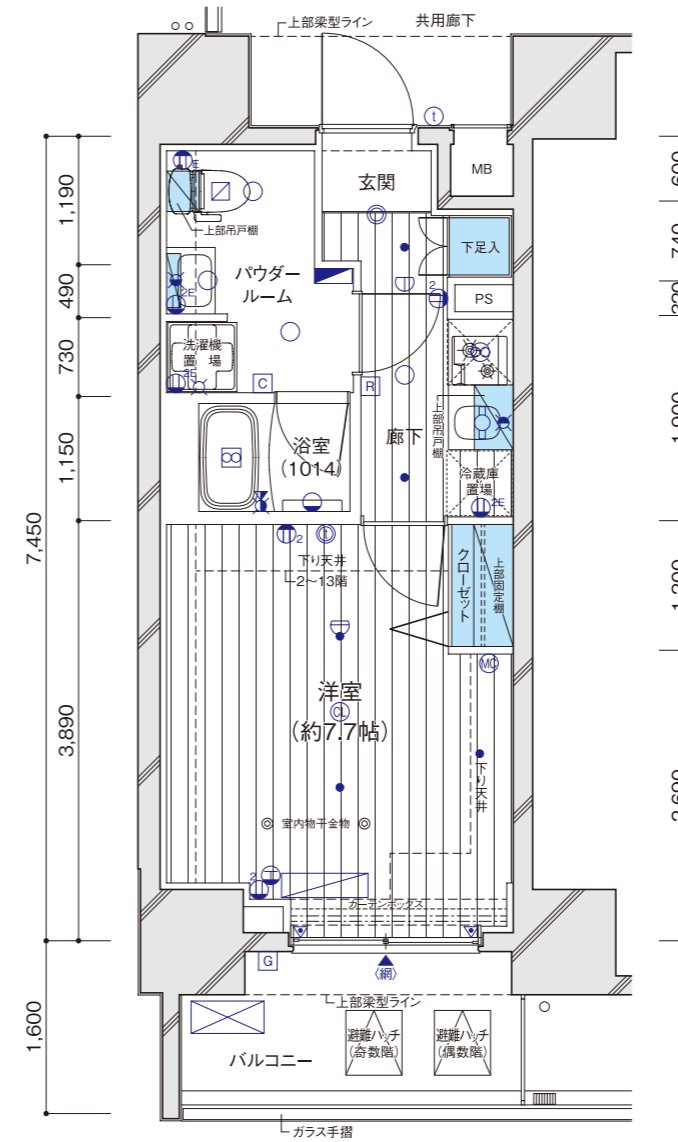 上部梁型ライン
共用廊下
t
MB
玄関
E
上部吊戸棚
t
下足入
パウダー
ルーム
2E
2
PS
洗濯機
置場
2E
C
R
上部吊戸棚
廊下
浴室
(1014)
冷蔵庫
置場
2E
2
t
下り天井
2〜13階
クローゼット
上部固定棚
MC
洋室
(約7.7帖)
CL
下り天井
室内物干金物
2
カーテンボックス
G
〈網〉
上部梁型ライン
避難ハッチ
(奇数階)
避難ハッチ
(偶数階)
バルコニー
ガラス手摺
1,190
490
730
1,150
7,450
3,890
1,600